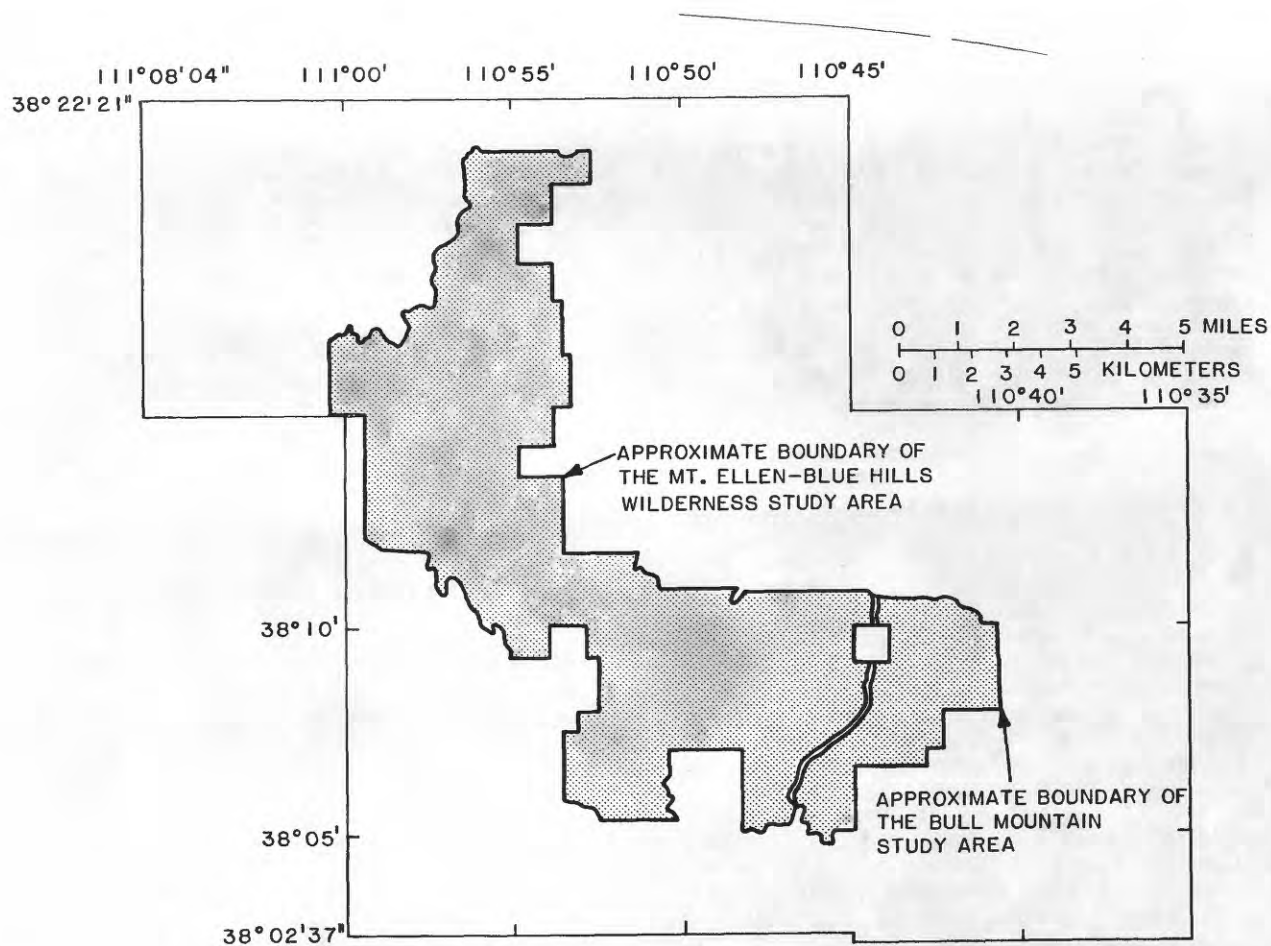 111°08'04" 111°00' 110°55' 110°50' 110°45'
38°22'21"
0 1 2 3 4 5 MILES
0 1 2 3 4 5 KILOMETERS
110°40' 110°35'
APPROXIMATE BOUNDARY OF
THE MT. ELLEN-BLUE HILLS
WILDERNESS STUDY AREA
38°10'
APPROXIMATE BOUNDARY OF
THE BULL MOUNTAIN
STUDY AREA
38°05'
38°02'37"